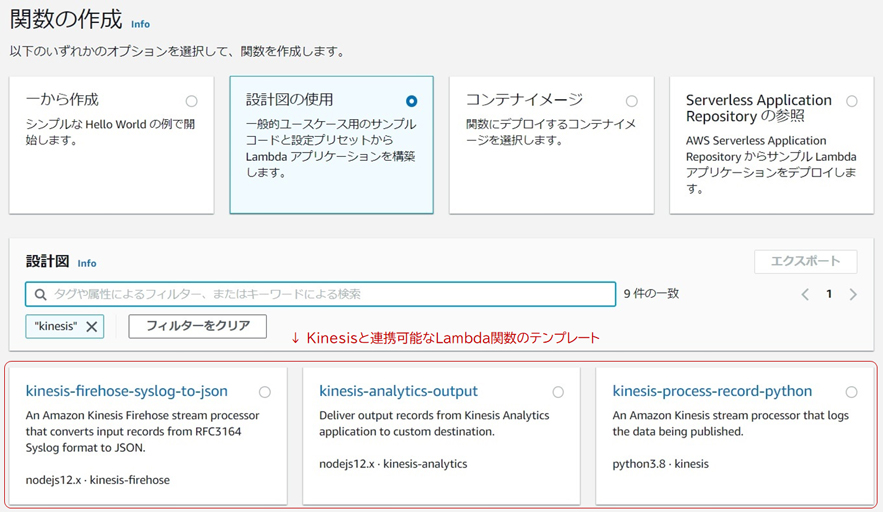 関数の作成 Info
以下のいずれかのオプションを選択して、関数を作成します。
一から作成
シンプルな Hello World の例で開
始します。
設計図の使用
一般的ユースケース用のサンプル
コードと設定プリセットから
Lambda アプリケーションを構築
します。
コンテナイメージ
関数にデプロイするコンテナイメ
ージを選択します。
Serverless Application
Repository の参照
AWS Serverless Application
Repository からサンプル Lambda
アプリケーションをデプロイしま
す。
設計図 Info
エクスポート
タグや属性によるフィルター、またはキーワードによる検索
9 件の一致
1
"kinesis"
フィルターをクリア
↓ Kinesisと連携可能なLambda関数のテンプレート
kinesis-firehose-syslog-to-json
An Amazon Kinesis Firehose stream processor
that converts input records from RFC3164
Syslog format to JSON.
nodejs12.x · kinesis-firehose
kinesis-analytics-output
Deliver output records from Kinesis Analytics
application to custom destination.
nodejs12.x · kinesis-analytics
kinesis-process-record-python
An Amazon Kinesis stream processor that logs
the data being published.
python3.8 · kinesis